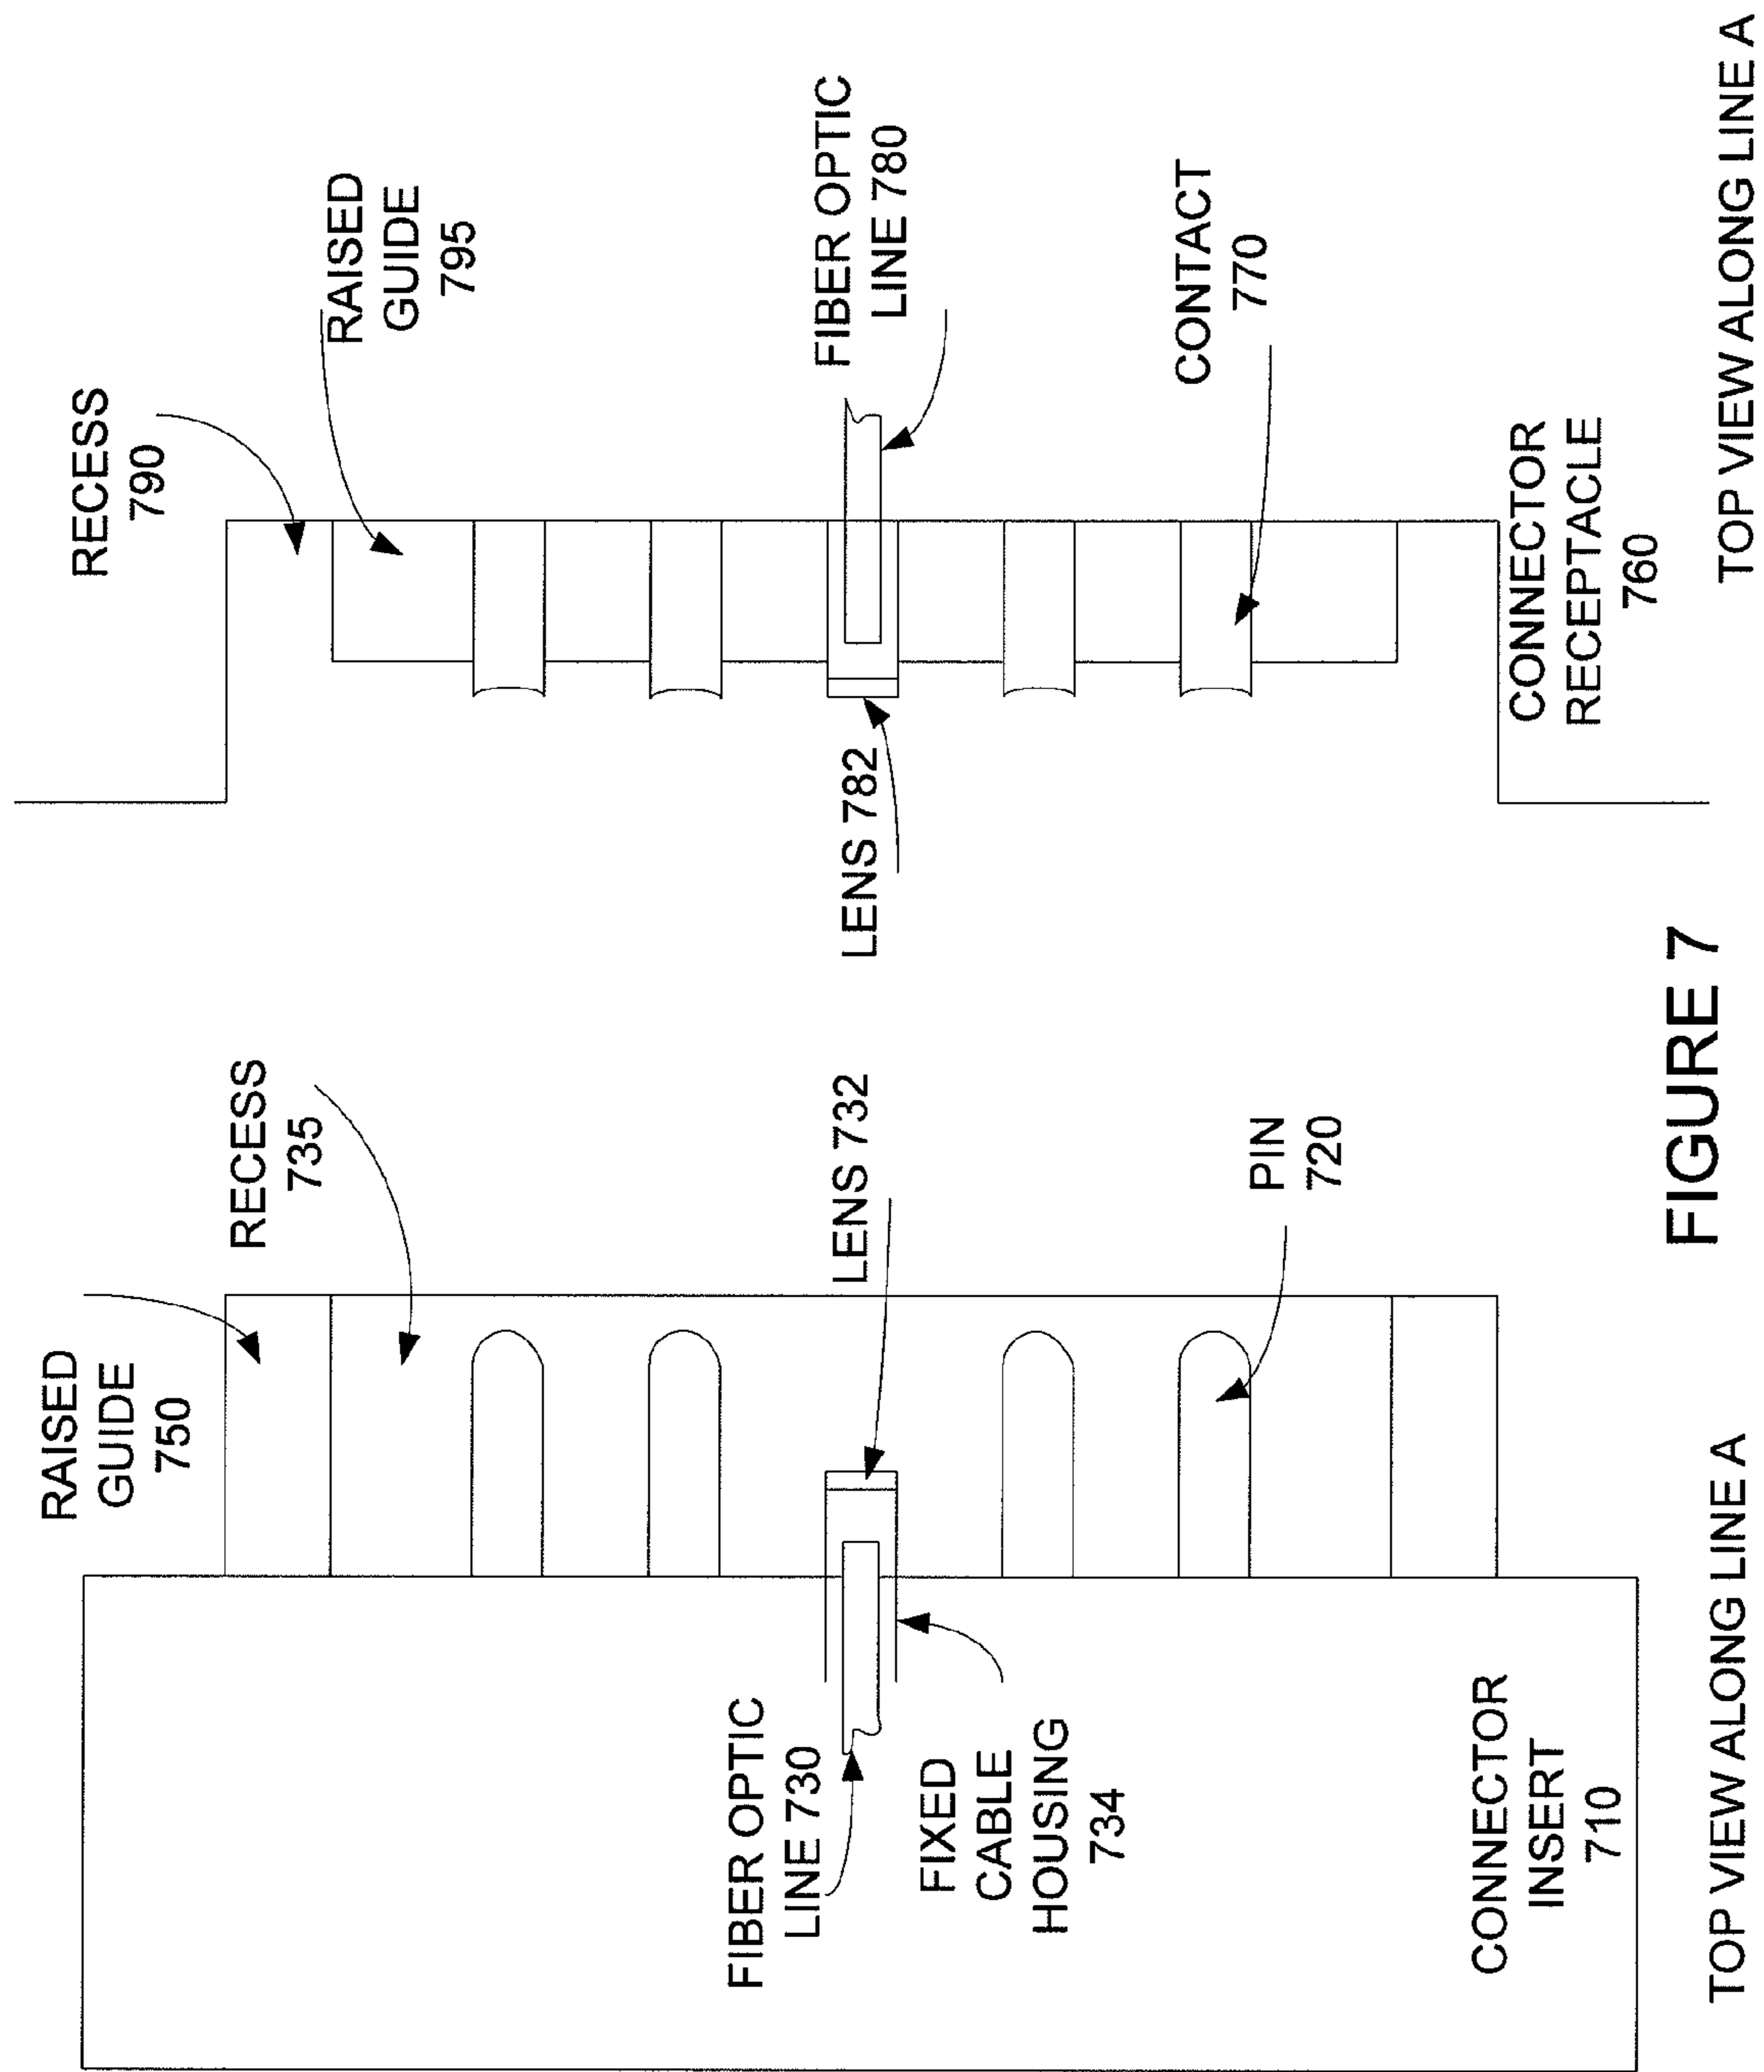 RAISED
GUIDE
750
RECESS
735
LENS 732
PIN
720
FIBER OPTIC
LINE 730
FIXED
CABLE
HOUSING
734
CONNECTOR
INSERT
710
TOP VIEW ALONG LINE A
RECESS
790
RAISED
GUIDE
795
FIBER OPTIC
LINE 780
LENS 782
CONTACT
770
CONNECTOR
RECEPTACLE
760
TOP VIEW ALONG LINE A
FIGURE 7